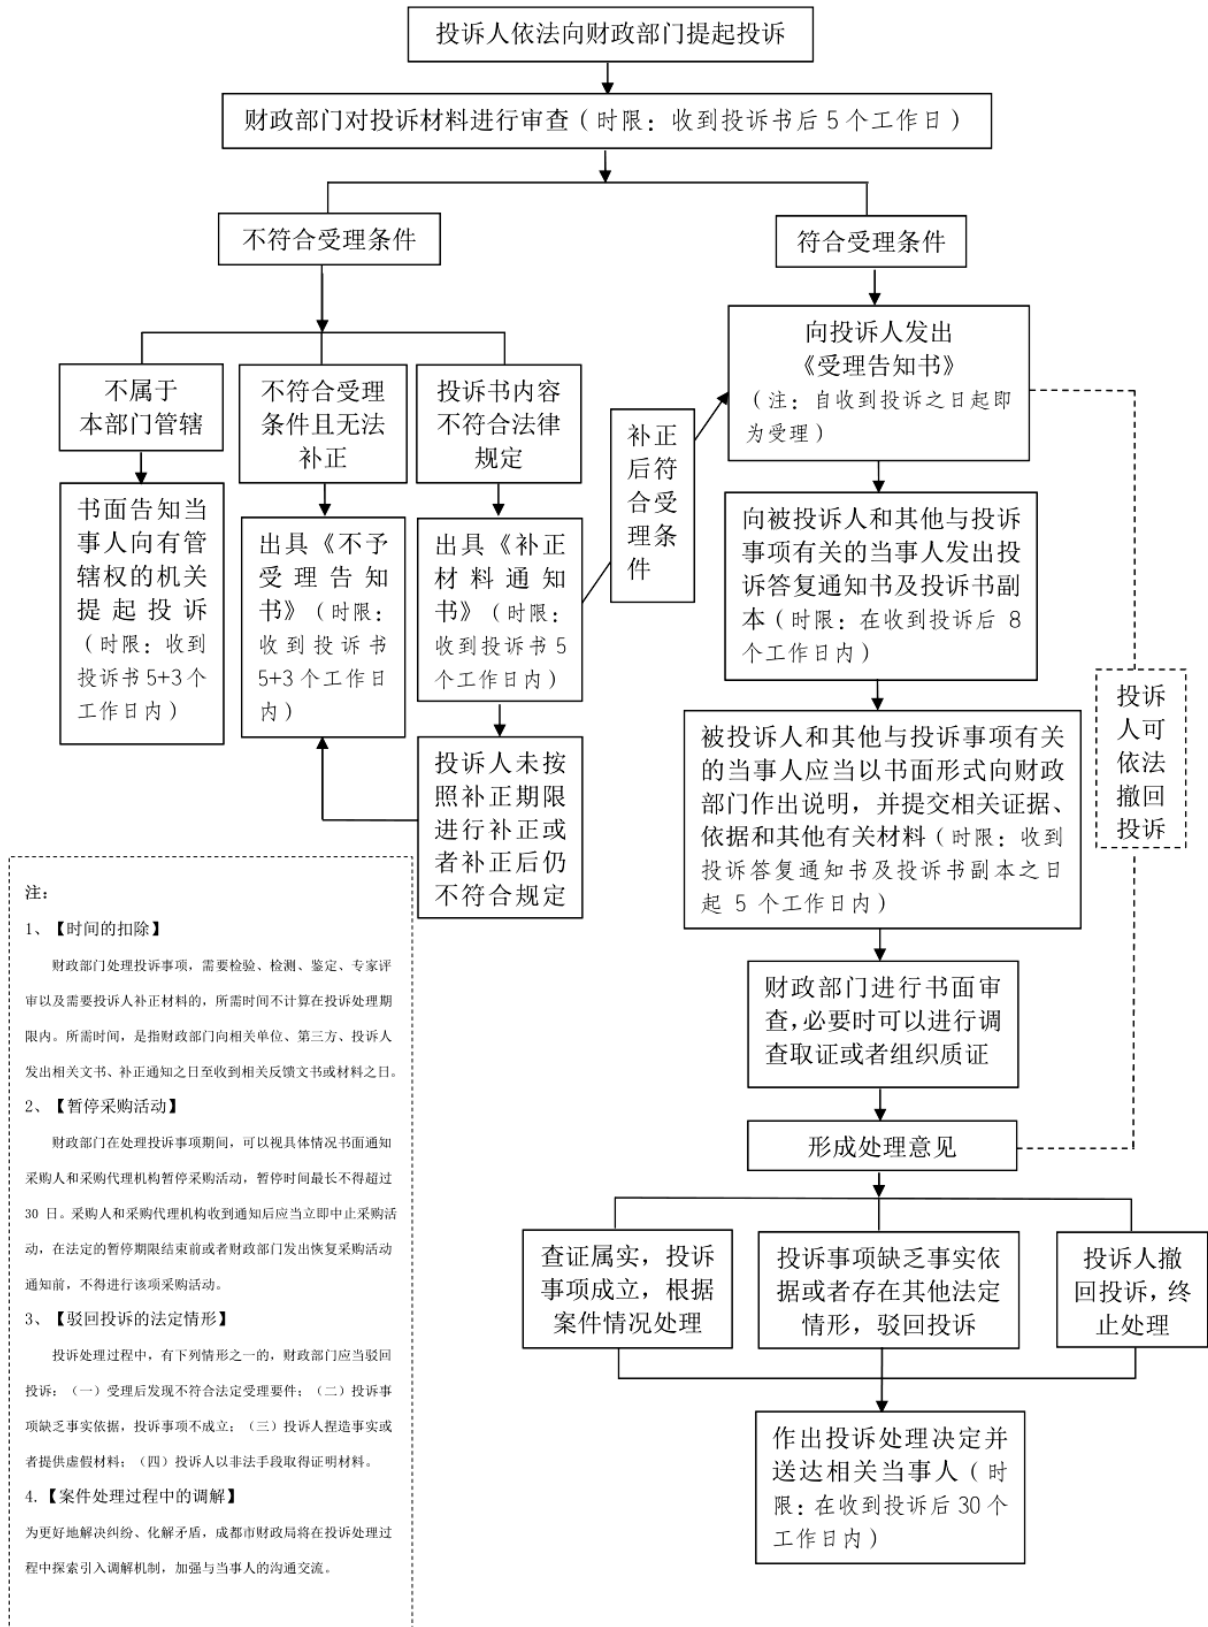 投诉人依法向财政部门提起投诉
财政部门对投诉材料进行审查（时限：收到投诉书后5个工作日）
不符合受理条件
符合受理条件
不属于
本部门管辖
不符合受理
条件且无法
补正
投诉书内容
不符合法律
规定
书面告知当
事人向有管
辖权的机关
提起投诉
（时限：收到
投诉书5+3个
工作日内）
出具《不予
受理告知
书》（时限：
收到投诉书
5+3个工作日
内）
出具《补正
材料通知
书》（时限：
收到投诉书5
个工作日内）
投诉人未按
照补正期限
进行补正或
者补正后仍
不符合规定
补正
后符
合受
理条
件
向投诉人发出
《受理告知书》
（注：自收到投诉之日起即
为受理）
向被投诉人和其他与投诉
事项有关的当事人发出投
诉答复通知书及投诉书副
本（时限：在收到投诉后 8
个工作日内）
被投诉人和其他与投诉事项有关
的当事人应当以书面形式向财政
部门作出说明，并提交相关证据、
依据和其他有关材料（时限：收到
投诉答复通知书及投诉书副本之日
起 5 个工作日内）
投诉
人可
依法
撤回
投诉
财政部门进行书面审
查，必要时可以进行调
查取证或者组织质证
形成处理意见
查证属实，投诉
事项成立，根据
案件情况处理
投诉事项缺乏事实依
据或者存在其他法定
情形，驳回投诉
投诉人撤
回投诉，终
止处理
作出投诉处理决定并
送达相关当事人（时
限：在收到投诉后30个
工作日内）
注：
1、【时间的扣除】
财政部门处理投诉事项，需要检验、检测、鉴定、专家评
审以及需要投诉人补正材料的，所需时间不计算在投诉处理期
限内。所需时间，是指财政部门向相关单位、第三方、投诉人
发出相关文书、补正通知之日至收到相关反馈文书或材料之日。
2、【暂停采购活动】
财政部门在处理投诉事项期间，可以视具体情况书面通知
采购人和采购代理机构暂停采购活动，暂停时间最长不得超过
30 日。采购人和采购代理机构收到通知后应当立即中止采购活
动，在法定的暂停期限结束前或者财政部门发出恢复采购活动
通知前，不得进行该项采购活动。
3、【驳回投诉的法定情形】
投诉处理过程中，有下列情形之一的，财政部门应当驳回
投诉：（一）受理后发现不符合法定受理要件；（二）投诉事
项缺乏事实依据，投诉事项不成立；（三）投诉人捏造事实或
者提供虚假材料；（四）投诉人以非法手段取得证明材料。
4.【案件处理过程中的调解】
为更好地解决纠纷、化解矛盾，成都市财政局将在投诉处理过
程中探索引入调解机制，加强与当事人的沟通交流。